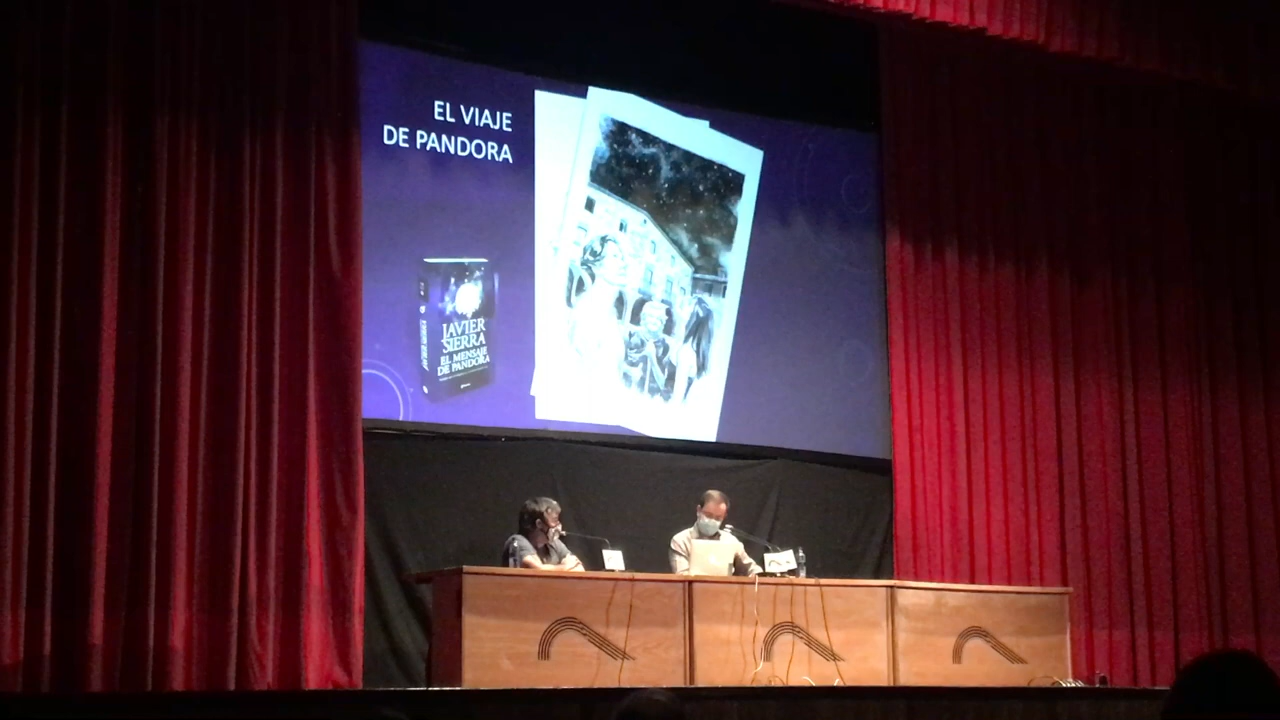 EL VIAJE
DE PANDORA
JAVIER
SIERRA
EL MENSAJE
DE PANDORA